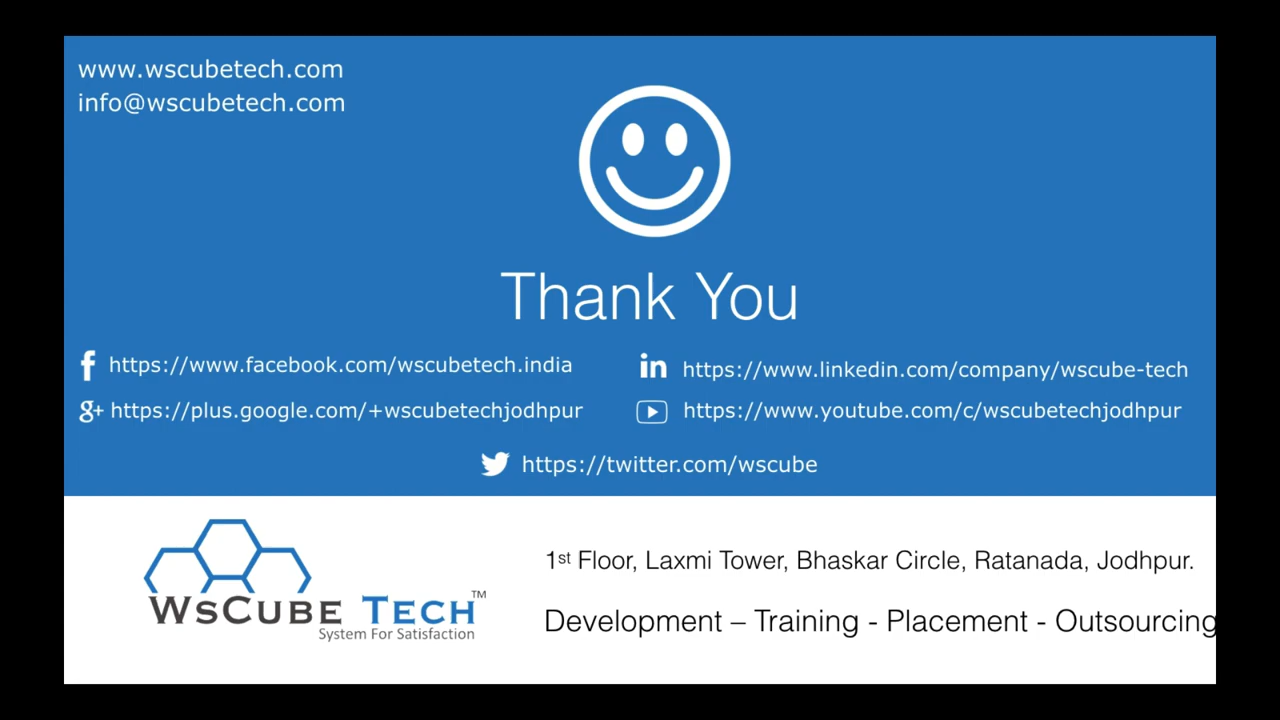 www.wscubetech.com
info@wscubetech.com
Thank You
https://www.facebook.com/wscubetech.india
https://www.linkedin.com/company/wscube-tech
g+ https://plus.google.com/+wscubetechjodhpur
https://www.youtube.com/c/wscubetechjodhpur
https://twitter.com/wscube
WsCube Tech™
System For Satisfaction
1st Floor, Laxmi Tower, Bhaskar Circle, Ratanada, Jodhpur.
Development – Training - Placement - Outsourcing